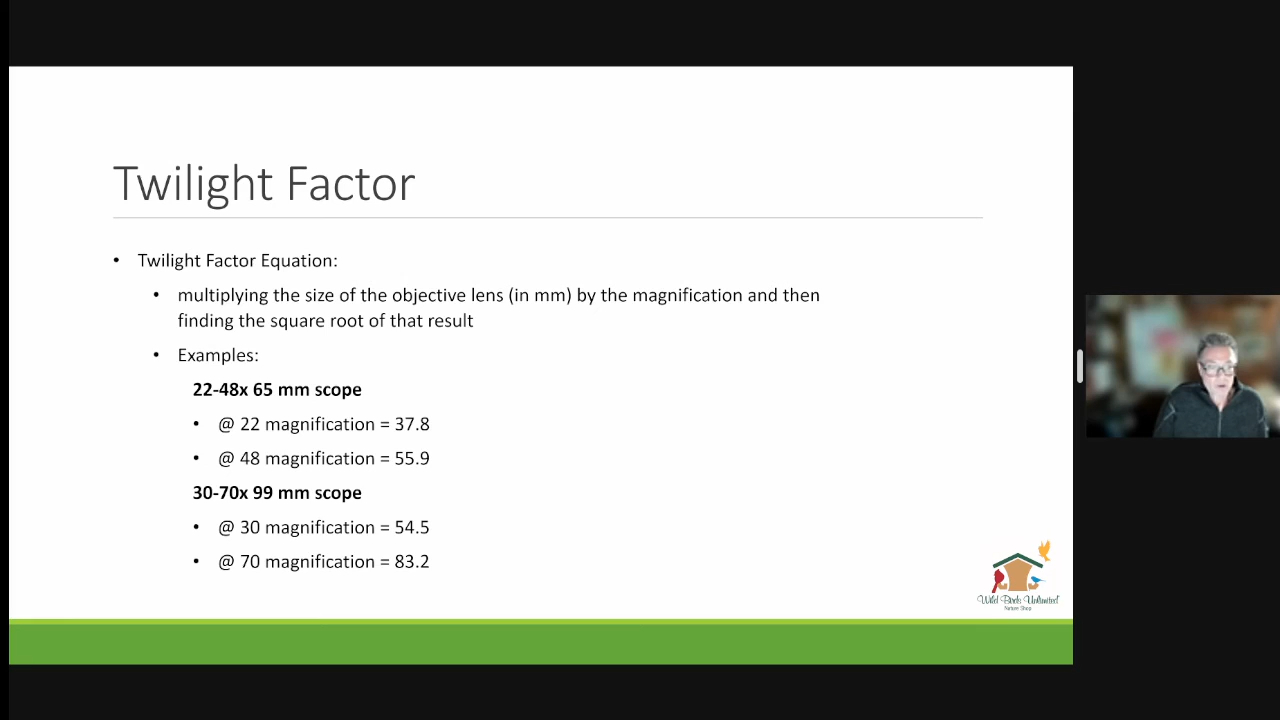 Twilight Factor
• Twilight Factor Equation:
• multiplying the size of the objective lens (in mm) by the magnification and then
finding the square root of that result
• Examples:
22-48x 65 mm scope
• @ 22 magnification = 37.8
• @ 48 magnification = 55.9
30-70x 99 mm scope
• @ 30 magnification = 54.5
• @ 70 magnification = 83.2
Wild Birds Unlimited
Nature Shop